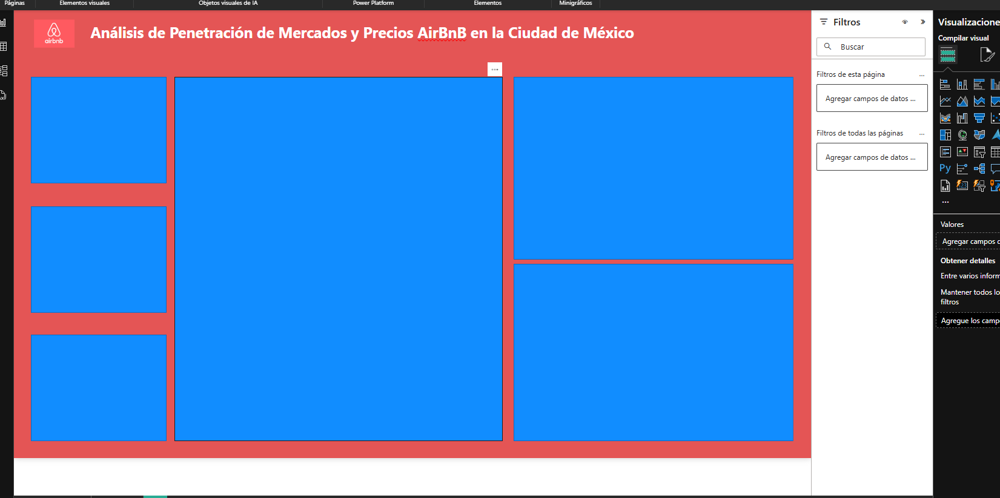 Páginas
Elementos visuales
Objetos visuales de IA
Power Platform
Elementos
Minigráficos
airbnb
Análisis de Penetración de Mercados y Precios AirBnB en la Ciudad de México
Filtros
Buscar
Filtros de esta página
Agregar campos de datos ...
Filtros de todas las páginas
Agregar campos de datos ...
Visualizacione
Compilar visual
Py
123
Valores
Agregar campos
Obtener detalles
Entre varios inform
Mantener todos lo
filtros
Agregue los camp